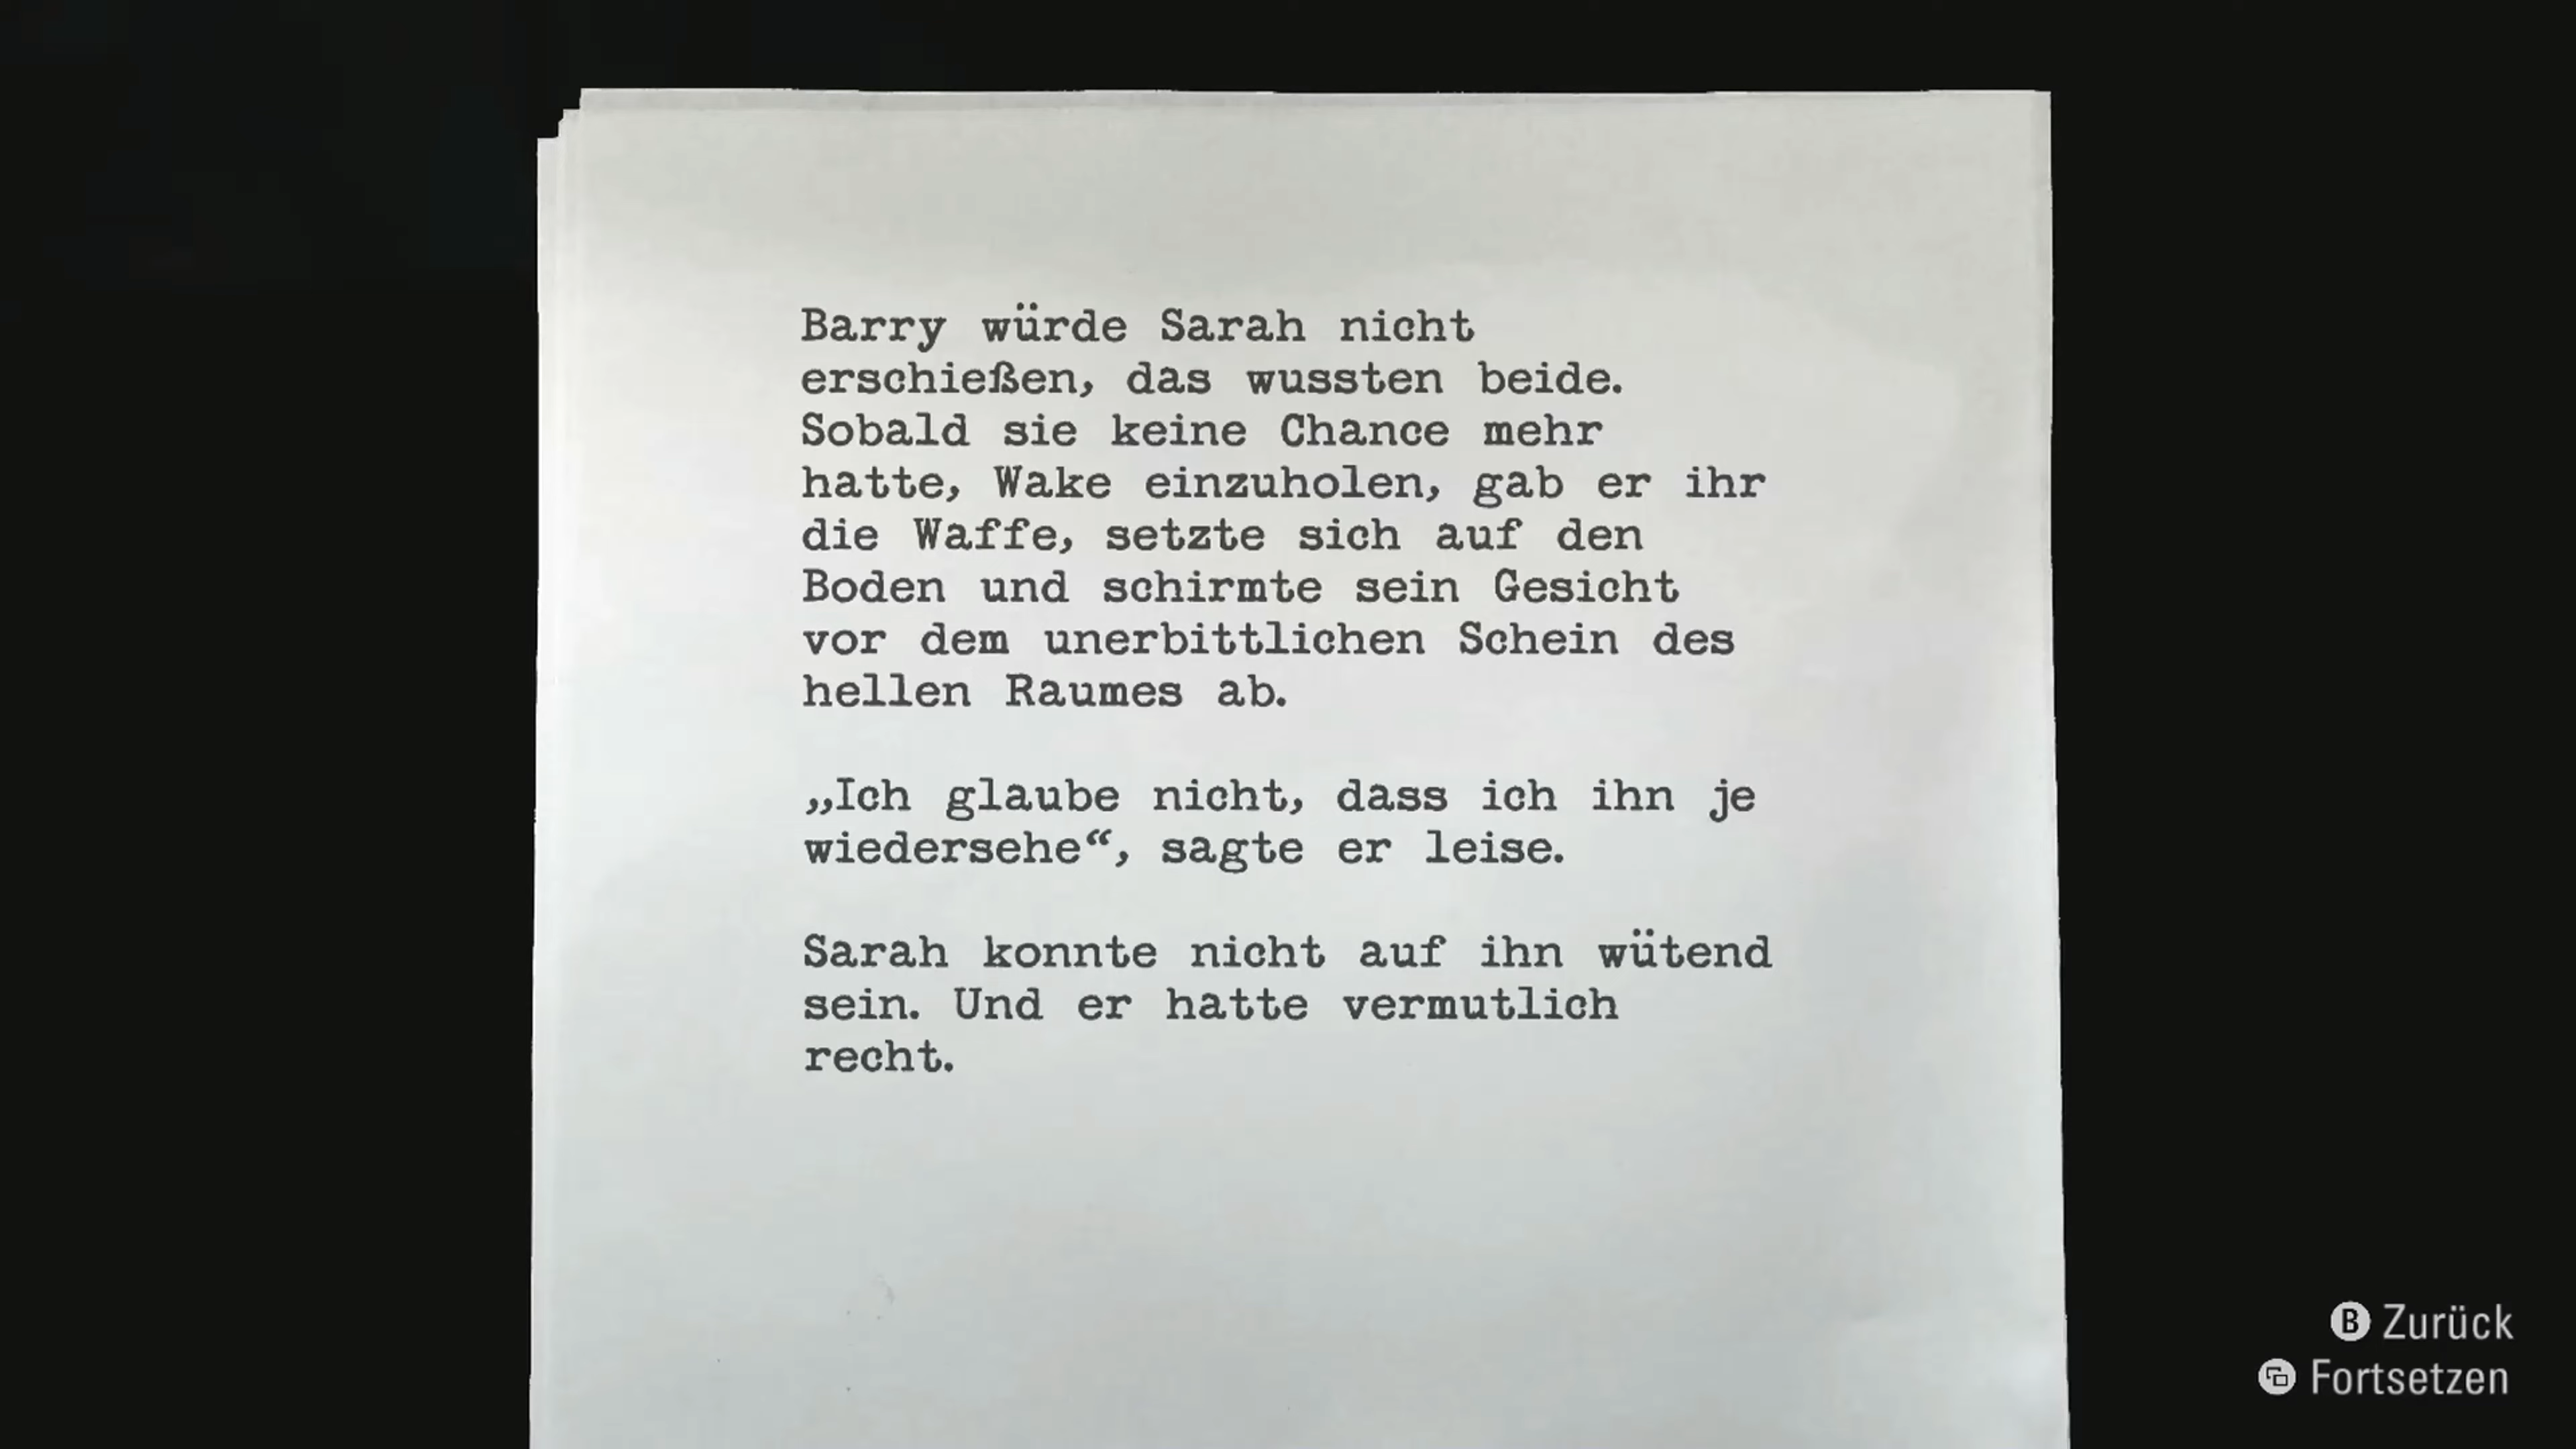 Barry würde Sarah nicht
erschießen, das wussten beide.
Sobald sie keine Chance mehr
hatte, Wake einzuholen, gab er ihr
die Waffe, setzte sich auf den
Boden und schirmte sein Gesicht
vor dem unerbittlichen Schein des
hellen Raumes ab.
„Ich glaube nicht, dass ich ihn je
wiedersehe“, sagte er leise.
Sarah konnte nicht auf ihn wütend
sein. Und er hatte vermutlich
recht.
B Zurück
Fortsetzen